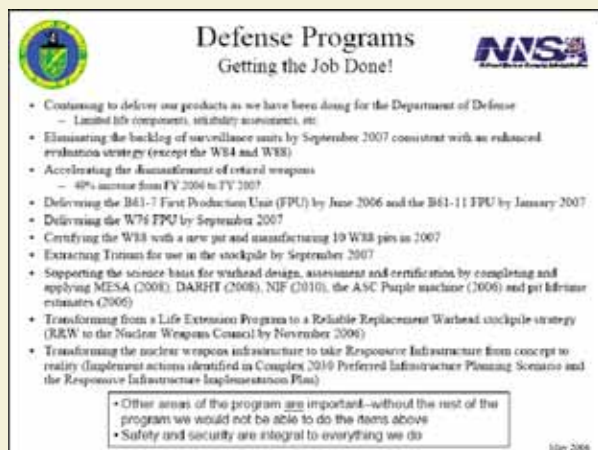 Defense Programs
Getting the Job Done!
NNSA
• Continuing to deliver our products as we have been doing for the Department of Defense
– Limited life components, reliability assessments, etc
• Eliminating the backlog of surveillance units by September 2007 consistent with an enhanced
evaluation strategy (except the W84 and W88)
• Accelerating the dismantlement of retired weapons
– 49% increase from FY 2006 to FY 2007
• Delivering the B61-7 First Production Unit (FPU) by June 2006 and the B61-11 FPU by January 2007
• Delivering the W76 FPU by September 2007
• Certifying the W88 with a new pit and manufacturing 10 W88 pits in 2007
• Extracting Tritium for use in the stockpile by September 2007
• Supporting the science basis for warhead design, assessment and certification by completing and
applying MESA (2008), DARHT (2008), NIF (2010), the ASC Purple machine (2006) and pit lifetime
estimates (2006)
• Transforming from a Life Extension Program to a Reliable Replacement Warhead stockpile strategy
(RRW to the Nuclear Weapons Council by November 2006)
• Transforming the nuclear weapons infrastructure to take Responsive Infrastructure from concept to
reality (Implement actions identified in Complex 2030 Preferred Infrastructure Planning Scenario and
the Responsive Infrastructure Implementation Plan)
• Other areas of the program are important–without the rest of the
program we would not be able to do the items above
• Safety and security are integral to everything we do
May 2006